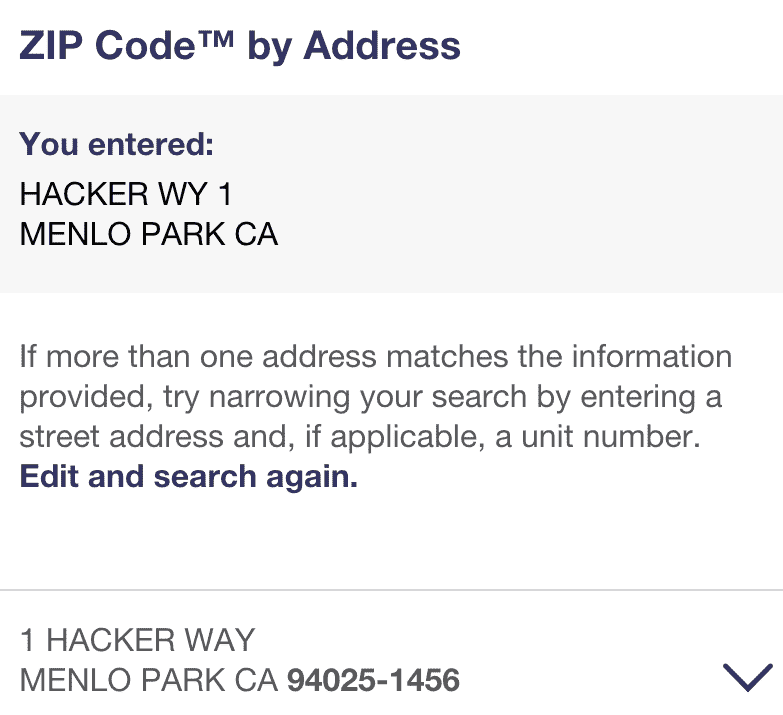 ZIP Code™ by Address
You entered:
HACKER WY 1
MENLO PARK CA
If more than one address matches the information
provided, try narrowing your search by entering a
street address and, if applicable, a unit number.
Edit and search again.
1 HACKER WAY
MENLO PARK CA 94025-1456